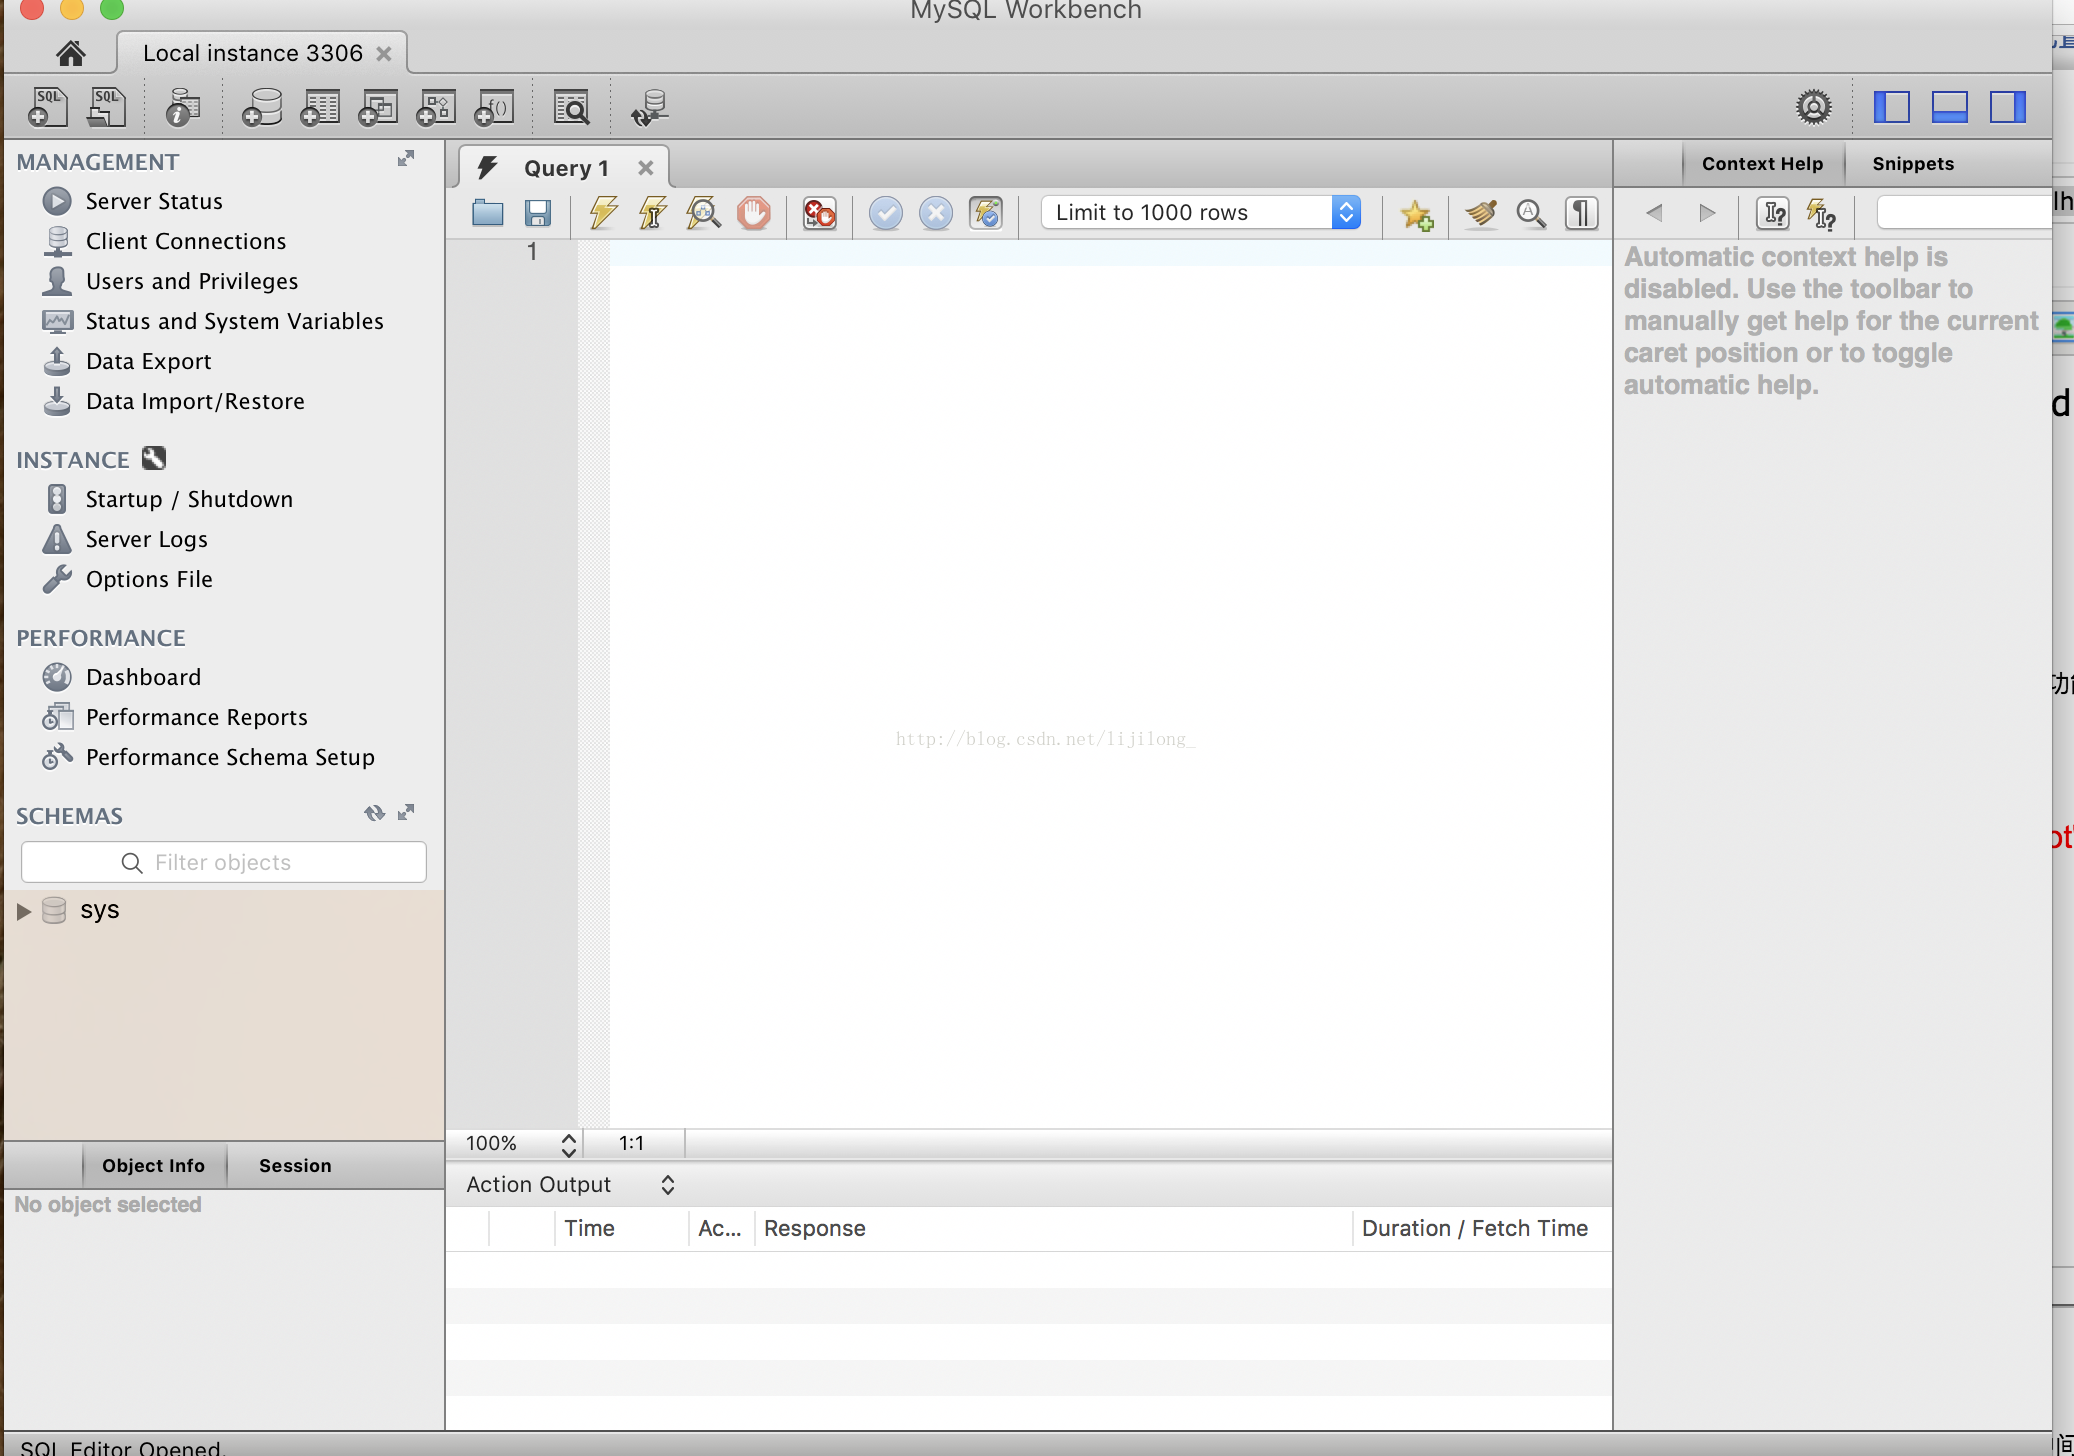 MySQL Workbench
Local instance 3306
SQL
SQL
MANAGEMENT
Server Status
Client Connections
Users and Privileges
Status and System Variables
Data Export
Data Import/Restore
INSTANCE
Startup / Shutdown
Server Logs
Options File
PERFORMANCE
Dashboard
Performance Reports
Performance Schema Setup
SCHEMAS
Filter objects
sys
Object Info
Session
No object selected
Query 1
Limit to 1000 rows
1
http://blog.csdn.net/lijilong_
100%
1:1
Action Output
Time
Ac...
Response
Duration / Fetch Time
Context Help
Snippets
Automatic context help is
disabled. Use the toolbar to
manually get help for the current
caret position or to toggle
automatic help.
SQL Editor Opened.